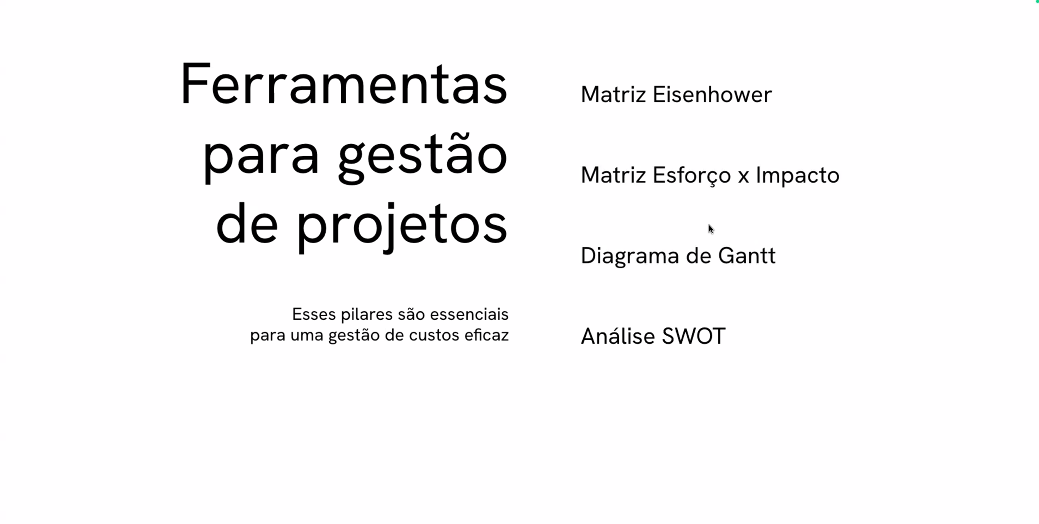 Ferramentas
para gestão
de projetos
Esses pilares são essenciais
para uma gestão de custos eficaz
Matriz Eisenhower
Matriz Esforço x Impacto
Diagrama de Gantt
Análise SWOT